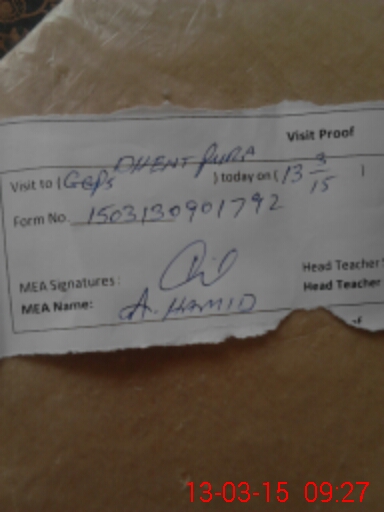 Visit Proof
Visit to (GGPS DHENT PURA ) today on (13 3/15 )
Form No. 1503130901792
MEA Signatures:
MEA Name: A. HAMID
Head Teacher
Head Teacher
13-03-15 09:27